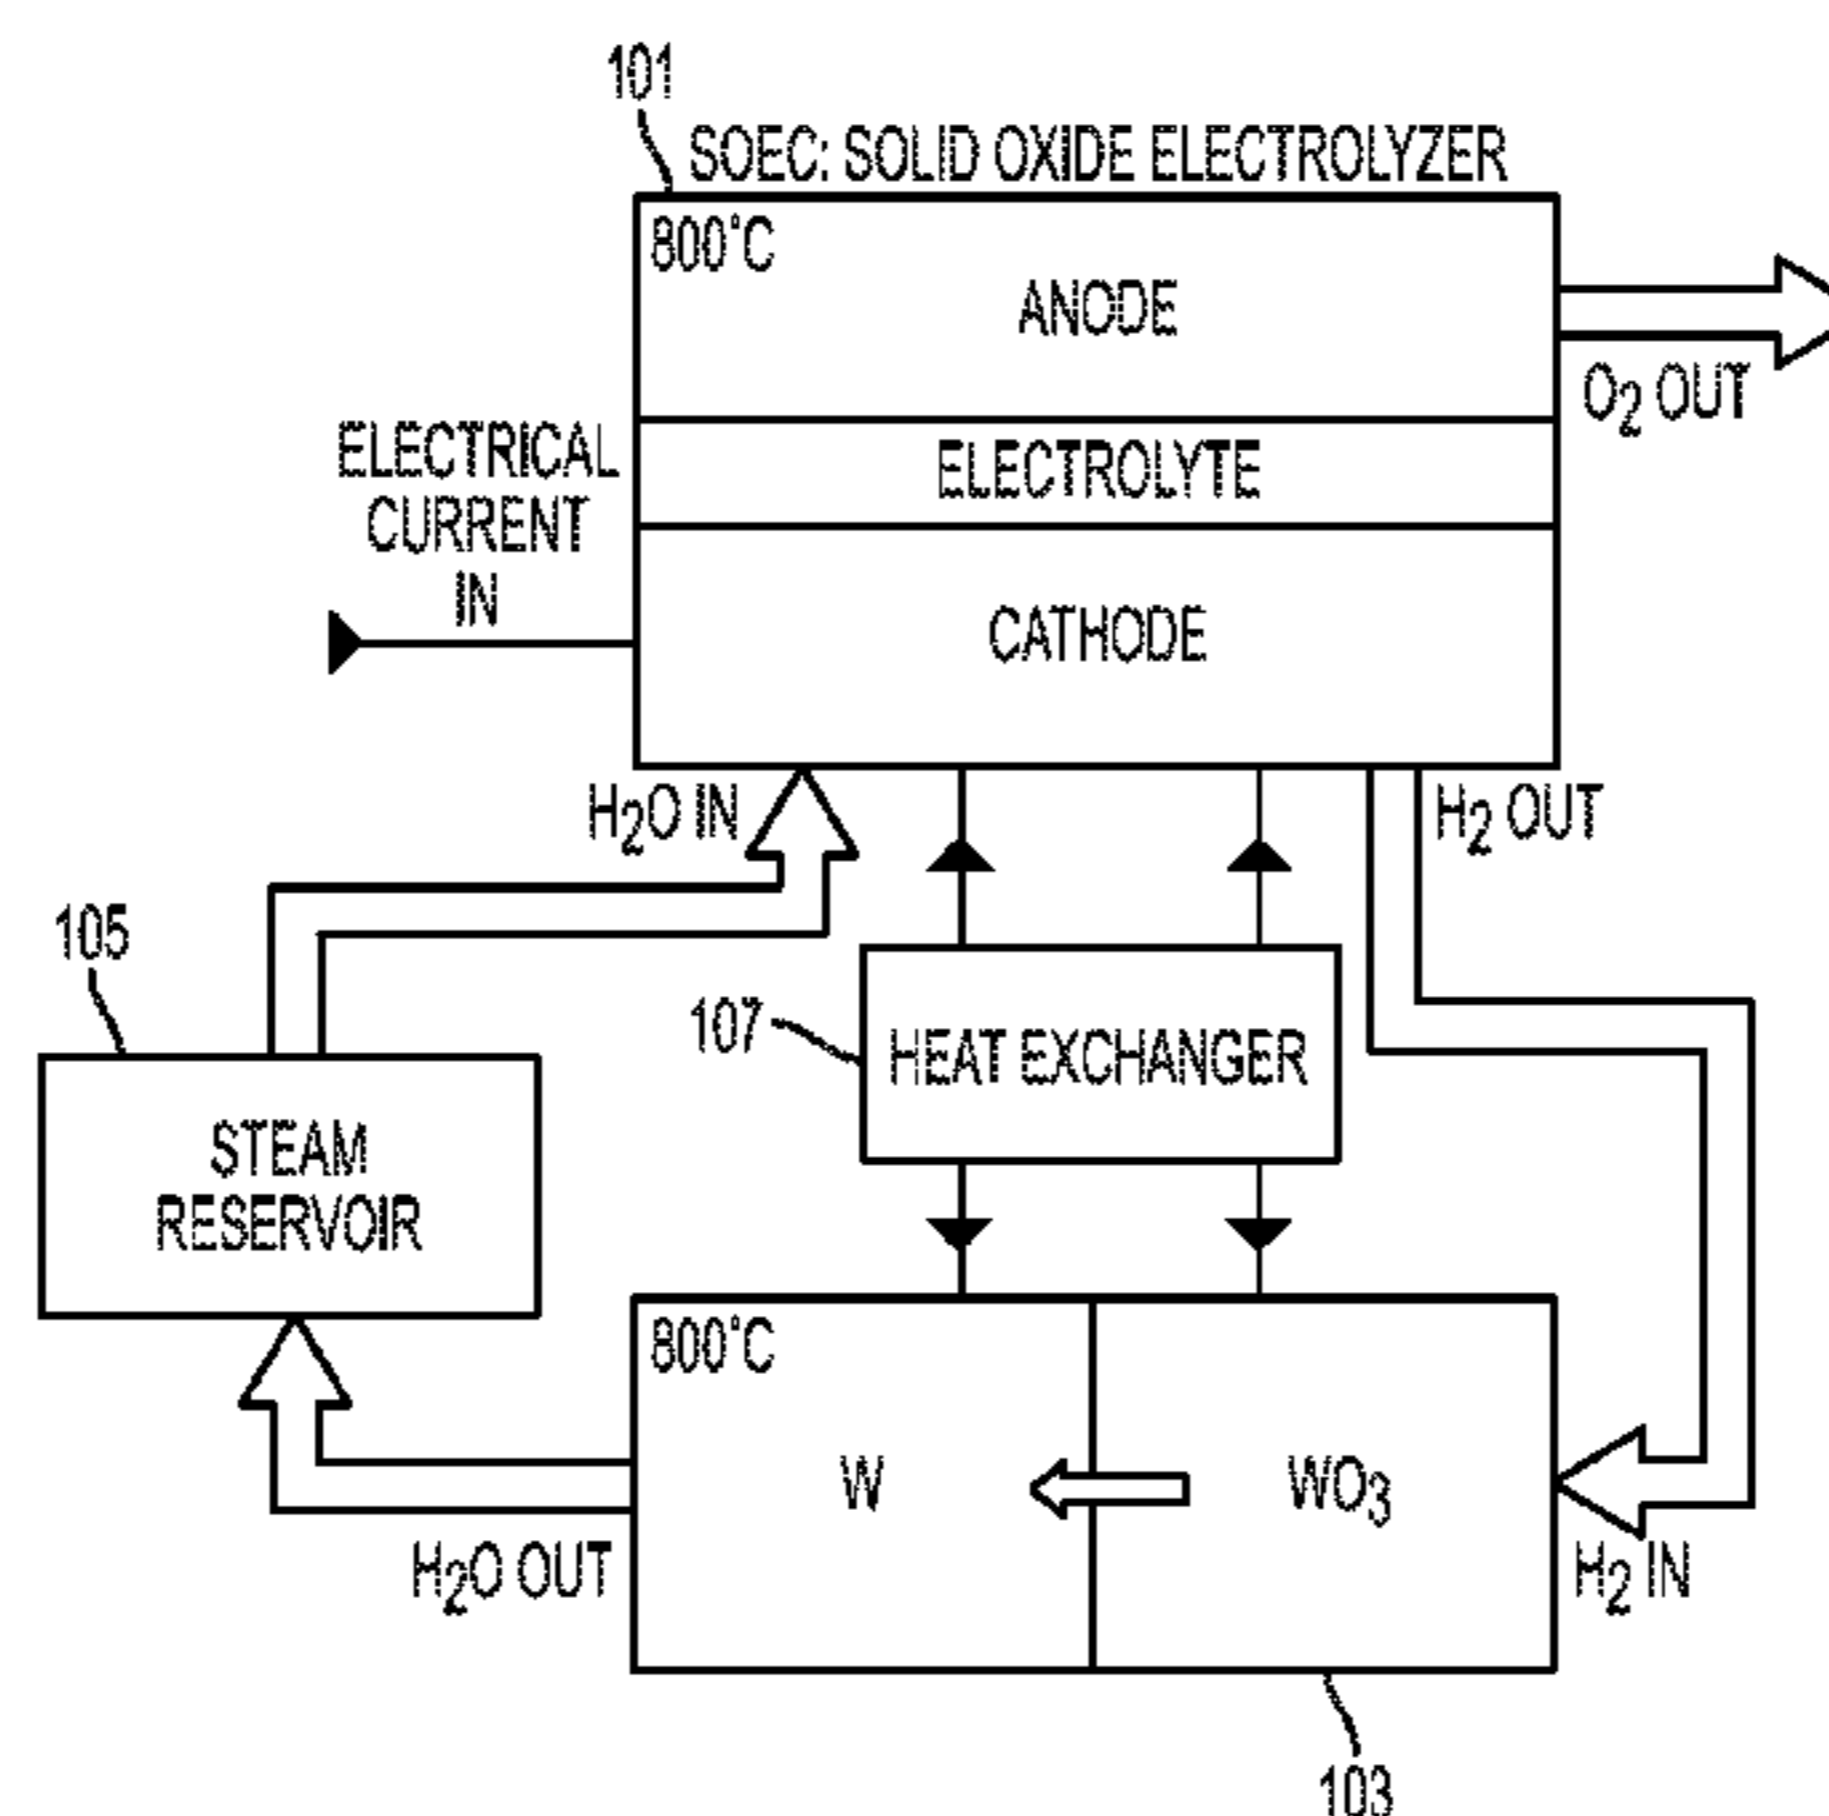 101
SOEC: SOLID OXIDE ELECTROLYZER
800°C
ANODE
O2 OUT
ELECTRICAL
CURRENT
IN
ELECTROLYTE
CATHODE
H2O IN
H2 OUT
105
107
HEAT EXCHANGER
STEAM
RESERVOIR
800°C
W
WO3
H2O OUT
H2 IN
103